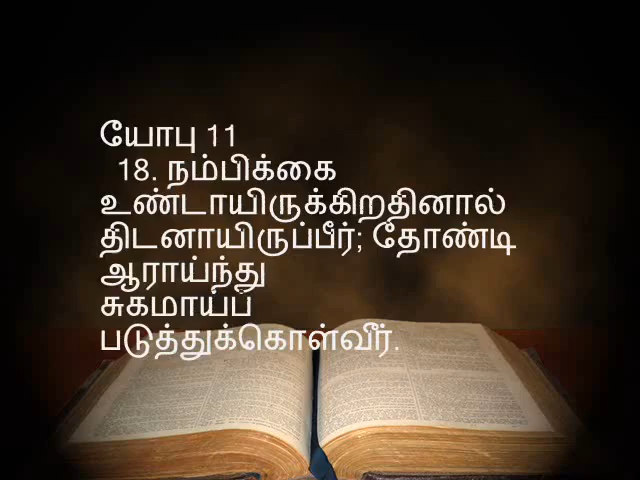 யோபு 11
18. நம்பிக்கை
உண்டாயிருக்கிறதினால்
திடனாயிருப்பீர்; தோண்டி
ஆராய்ந்து
சுகமாய்ப்
படுத்துக்கொள்வீர்.